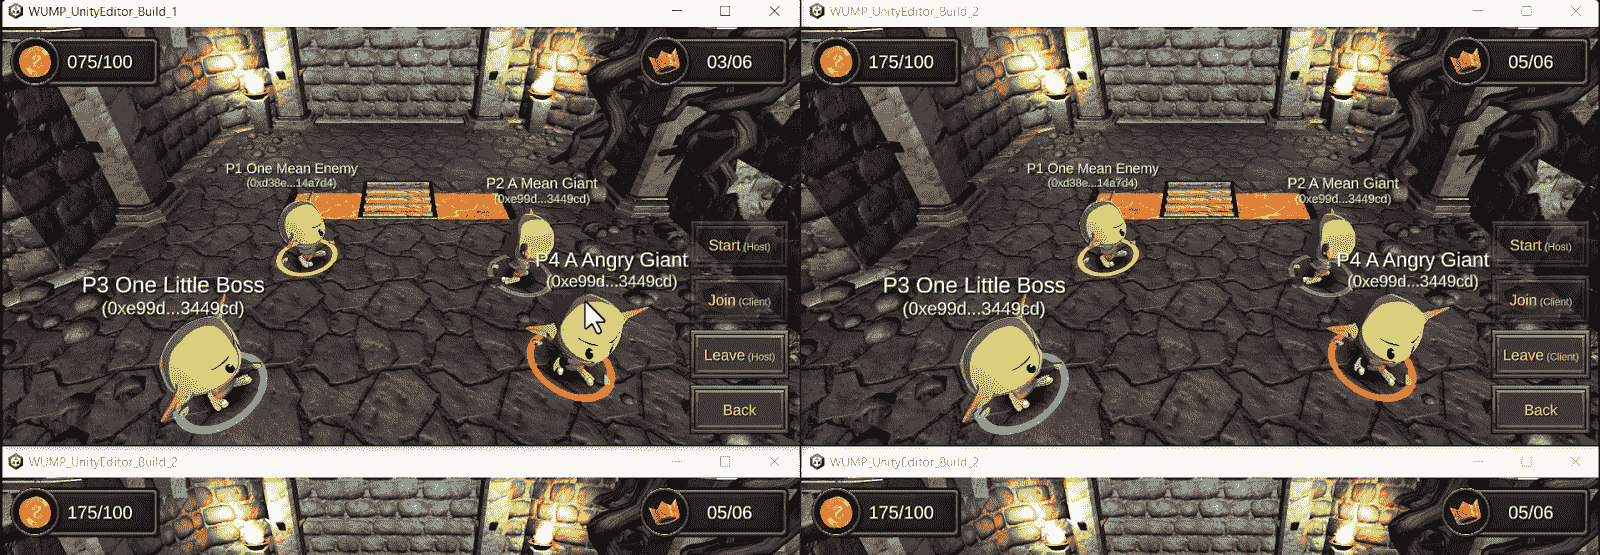 WUMP_UnityEditor_Build_1
075/100
03/06
P1 One Mean Enemy
(0xd38e...14a7d4)
P2 A Mean Giant
(0xe99d...3449cd)
Start (Host)
P4 A Angry Giant
(0xe99d...3449cd)
P3 One Little Boss
(0xe99d...3449cd)
Join (Client)
Leave (Host)
Back
WUMP_UnityEditor_Build_2
175/100
05/06
P1 One Mean Enemy
(0xd38e...14a7d4)
P2 A Mean Giant
(0xe99d...3449cd)
Start (Host)
P4 A Angry Giant
(0xe99d...3449cd)
P3 One Little Boss
(0xe99d...3449cd)
Join (Client)
Leave (Client)
Back
WUMP_UnityEditor_Build_2
175/100
05/06
WUMP_UnityEditor_Build_2
175/100
05/06